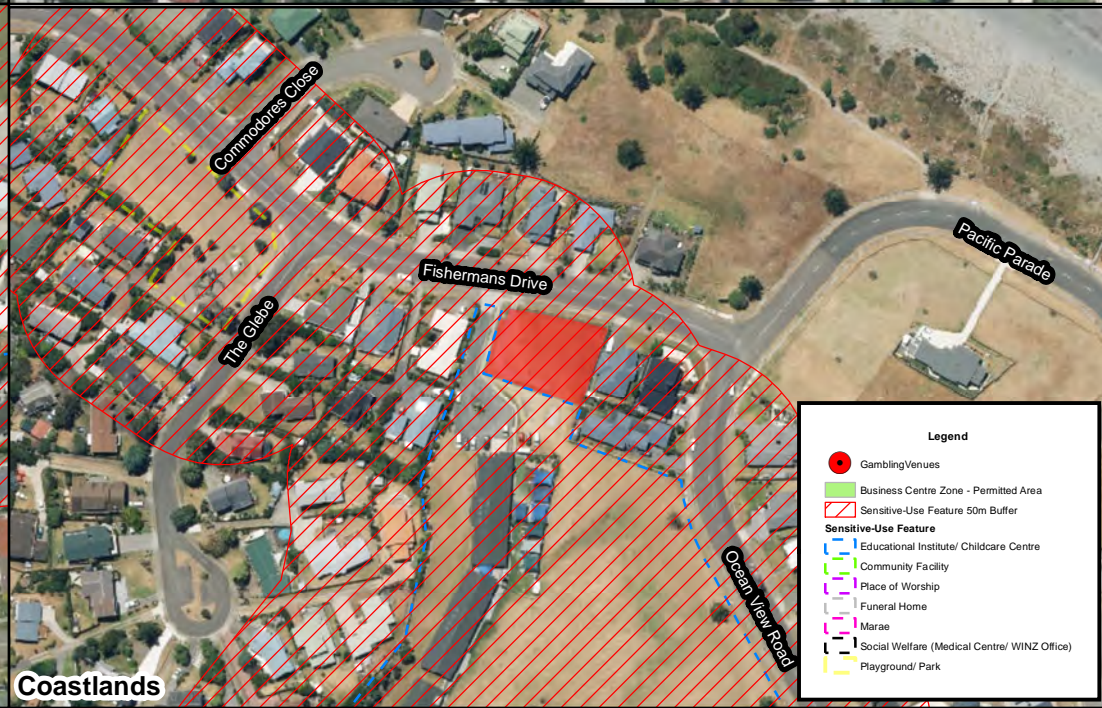 Commodores Close
Fishermans Drive
Pacific Parade
The Glebe
Ocean View Road
Coastlands
Legend
GamblingVenues
Business Centre Zone - Permitted Area
Sensitive-Use Feature 50m Buffer
Sensitive-Use Feature
Educational Institute/ Childcare Centre
Community Facility
Place of Worship
Funeral Home
Marae
Social Welfare (Medical Centre/ WINZ Office)
Playground/ Park